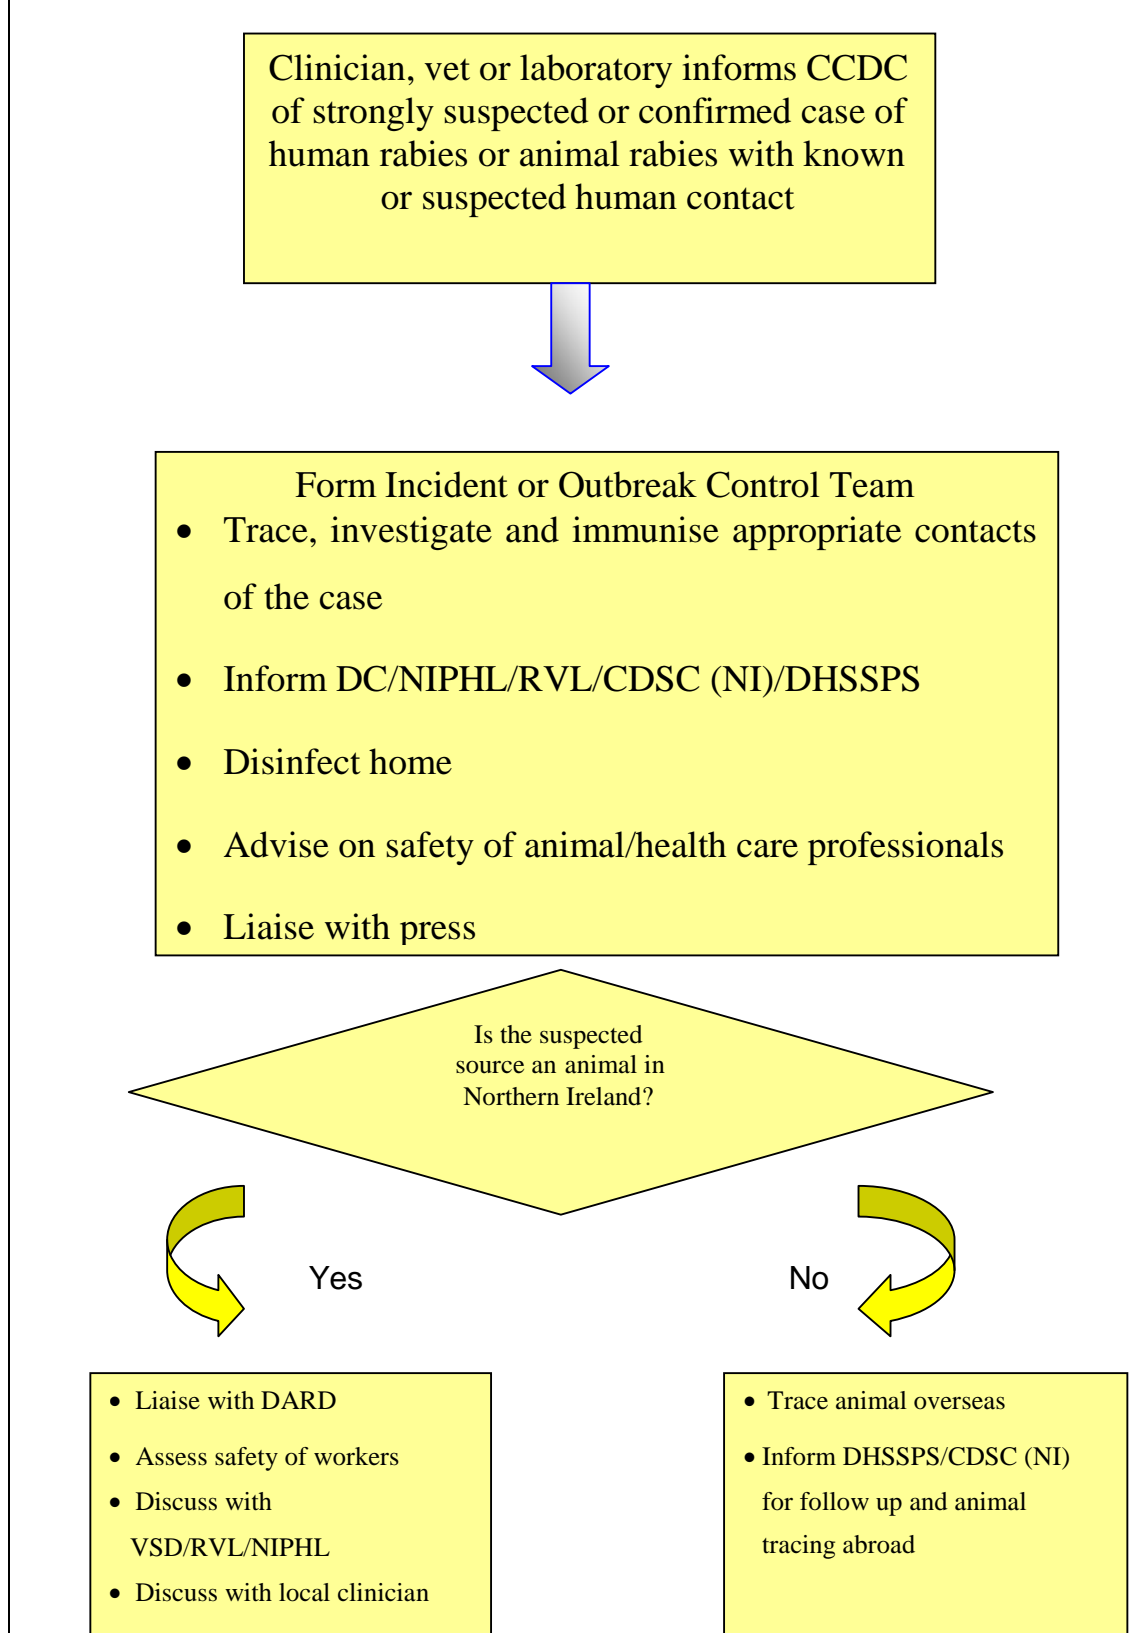 Clinician, vet or laboratory informs CCDC
of strongly suspected or confirmed case of
human rabies or animal rabies with known
or suspected human contact
Form Incident or Outbreak Control Team
• Trace, investigate and immunise appropriate contacts
of the case
• Inform DC/NIPHL/RVL/CDSC (NI)/DHSSPS
• Disinfect home
• Advise on safety of animal/health care professionals
• Liaise with press
Is the suspected
source an animal in
Northern Ireland?
Yes
No
• Liaise with DARD
• Assess safety of workers
• Discuss with
VSD/RVL/NIPHL
• Discuss with local clinician
• Trace animal overseas
• Inform DHSSPS/CDSC (NI)
for follow up and animal
tracing abroad